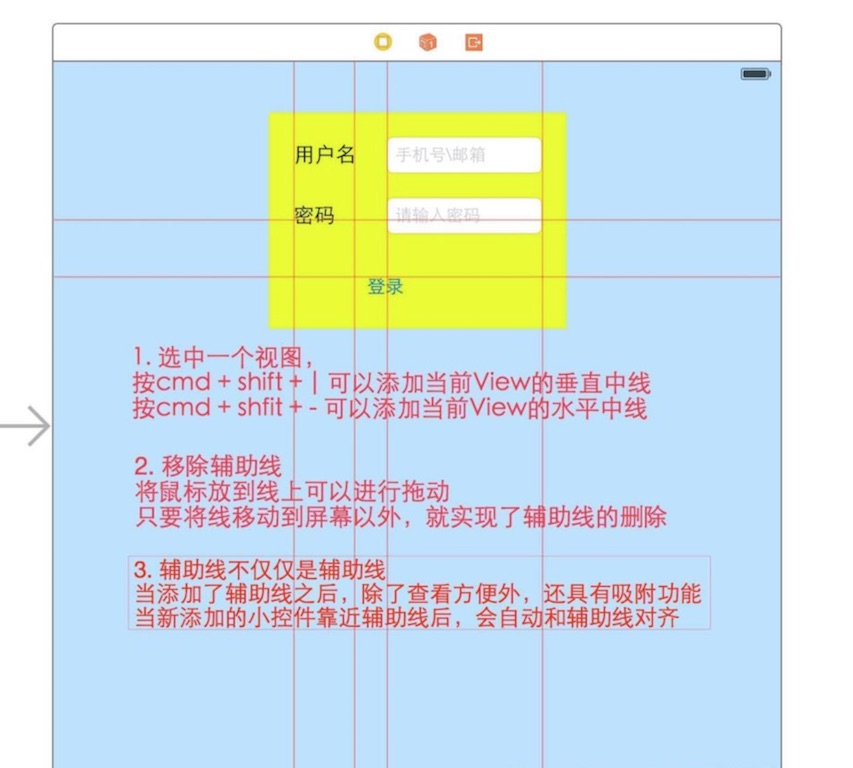 用户名 手机号\邮箱
密码 请输入密码
登录
1. 选中一个视图，
按cmd + shift + | 可以添加当前View的垂直中线
按cmd + shfit + - 可以添加当前View的水平中线
2. 移除辅助线
将鼠标放到线上可以进行拖动
只要将线移动到屏幕以外，就实现了辅助线的删除
3. 辅助线不仅仅是辅助线
当添加了辅助线之后，除了查看方便外，还具有吸附功能
当新添加的小控件靠近辅助线后，会自动和辅助线对齐